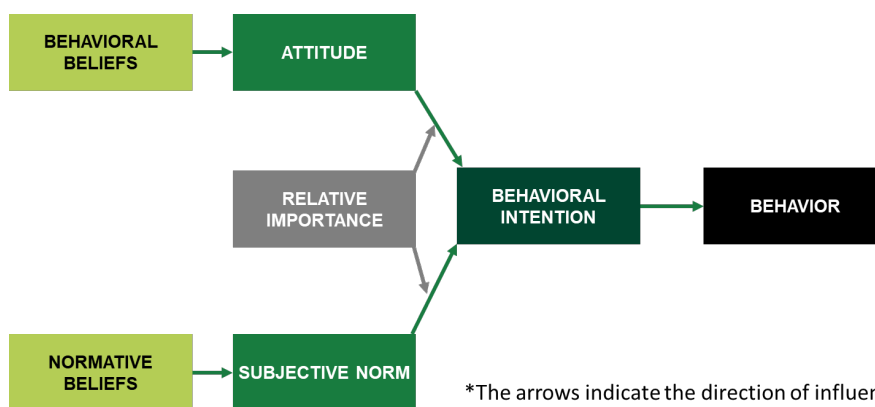 BEHAVIORAL
BELIEFS
ATTITUDE
RELATIVE
IMPORTANCE
BEHAVIORAL
INTENTION
BEHAVIOR
NORMATIVE
BELIEFS
SUBJECTIVE NORM
*The arrows indicate the direction of